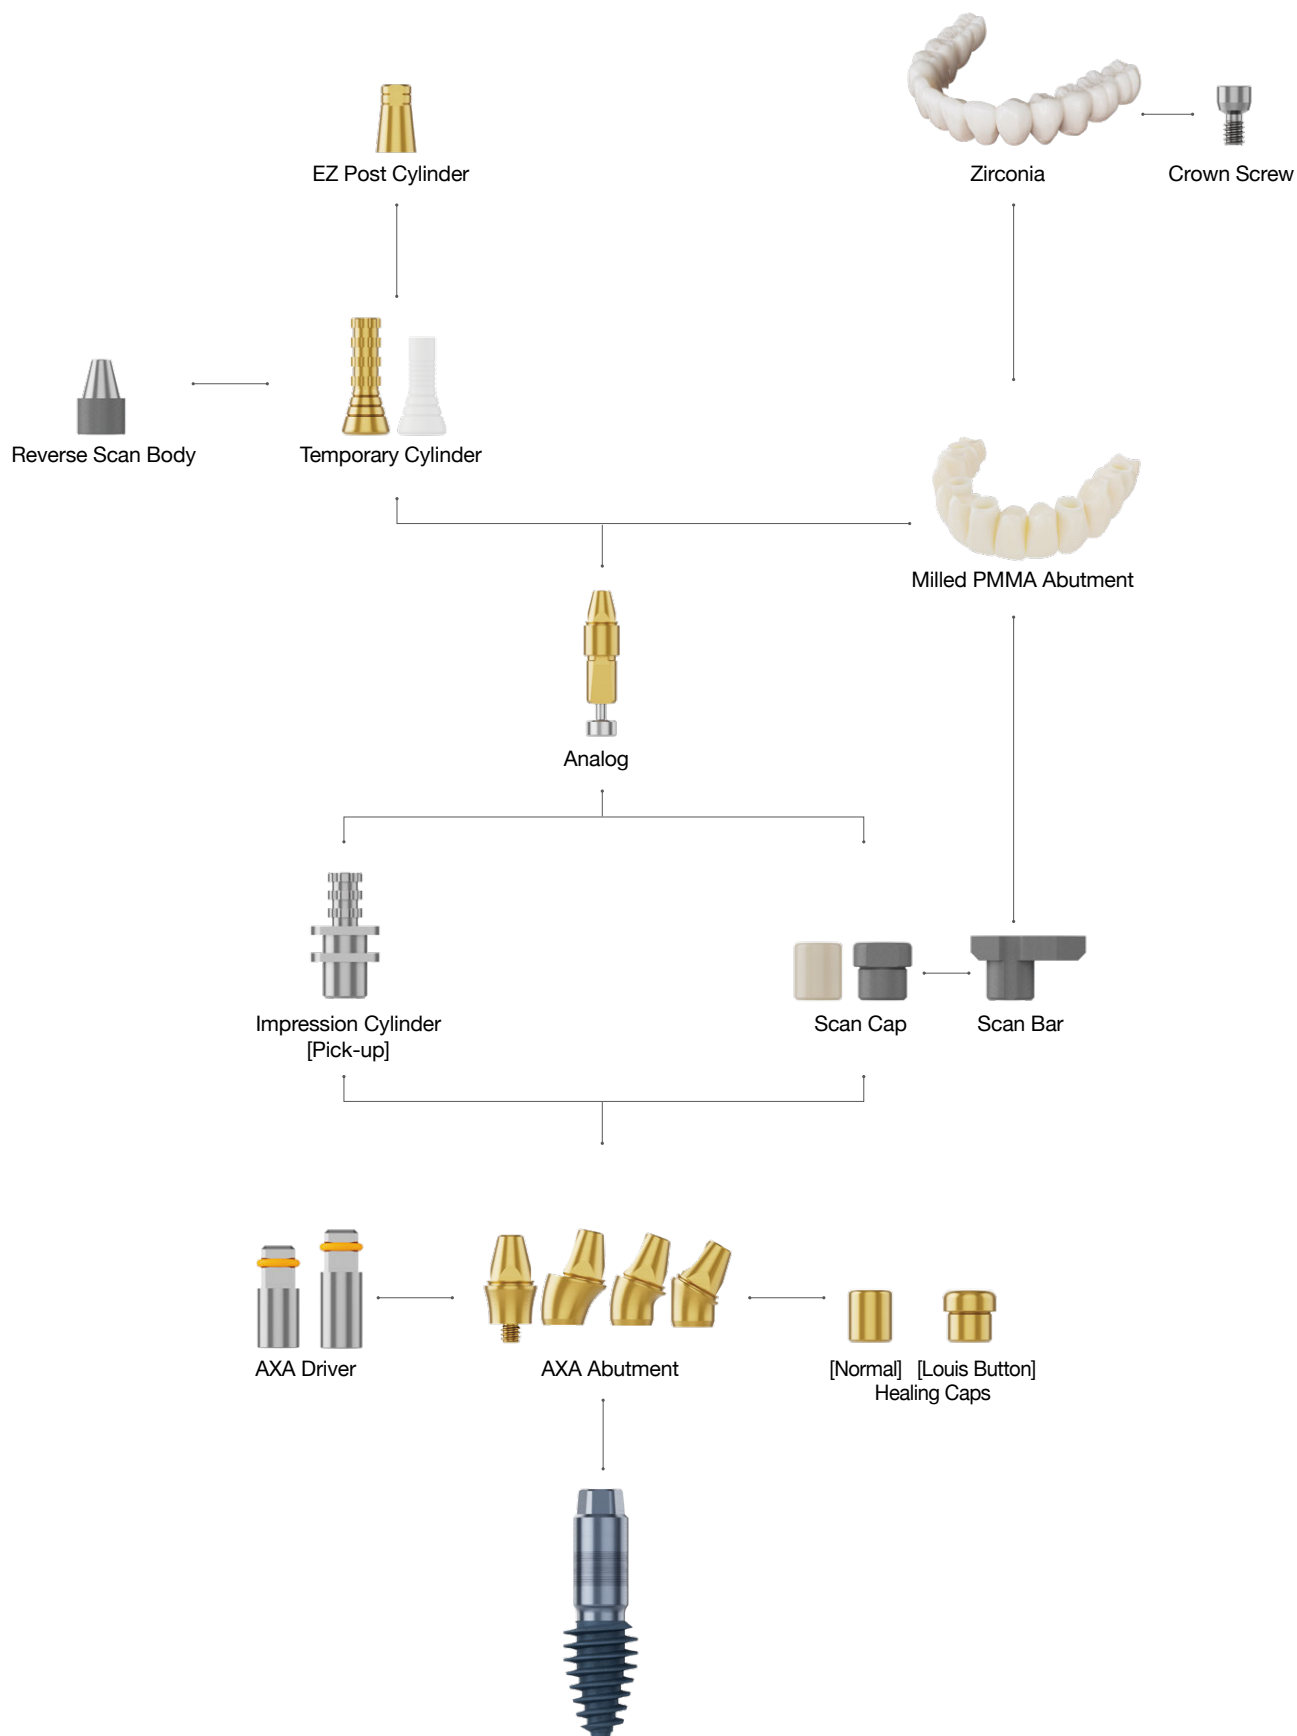 EZ Post Cylinder
Zirconia
Crown Screw
Reverse Scan Body
Temporary Cylinder
Milled PMMA Abutment
Analog
Impression Cylinder
[Pick-up]
Scan Cap
Scan Bar
AXA Driver
AXA Abutment
[Normal] [Louis Button]
Healing Caps